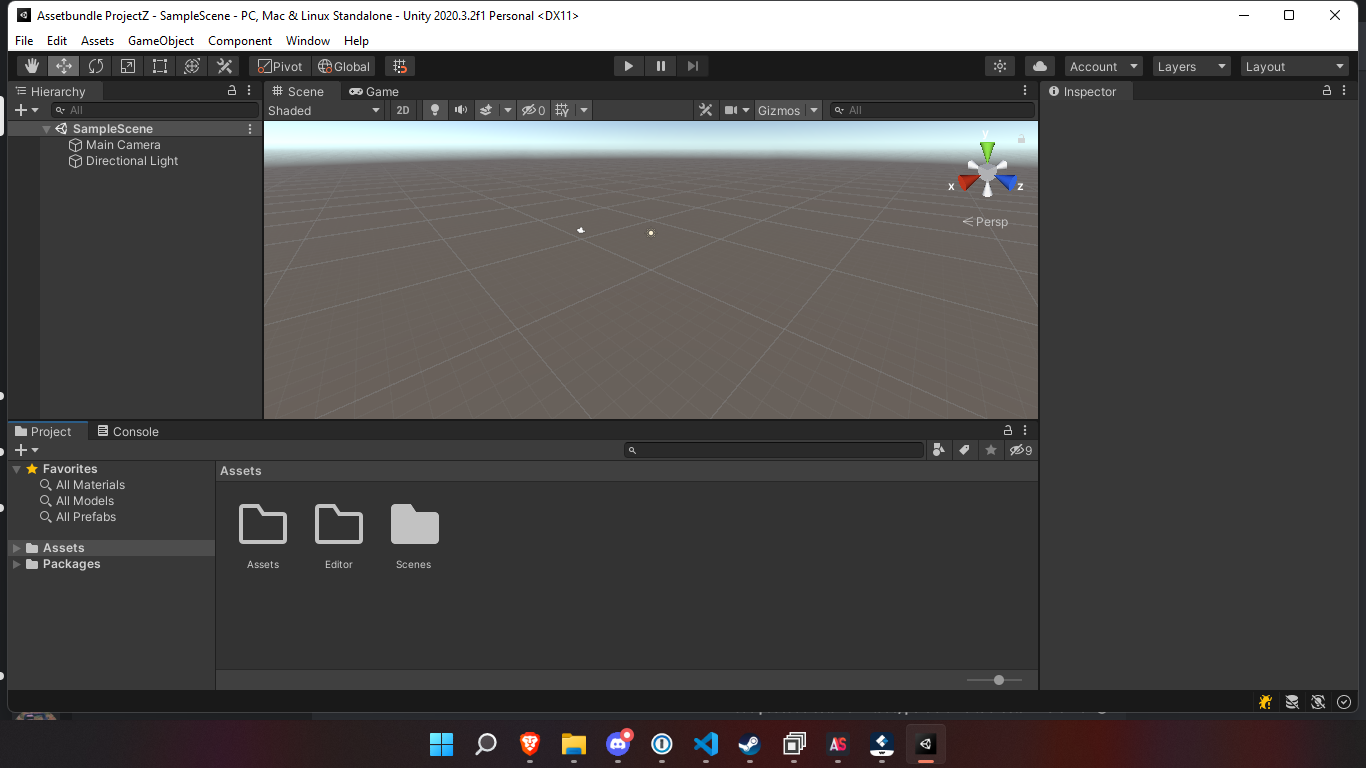 Assetbundle ProjectZ - SampleScene - PC, Mac & Linux Standalone - Unity 2020.3.2f1 Personal <DX11>
File Edit Assets GameObject Component Window Help
Pivot Global Account Layers Layout
Hierarchy Scene Game Inspector
All Shaded 2D 0 Gizmos All
SampleScene
Main Camera
Directional Light
y
x z
Persp
Project Console
9
Favorites
All Materials
All Models
All Prefabs
Assets
Packages
Assets
Assets Editor Scenes
AS